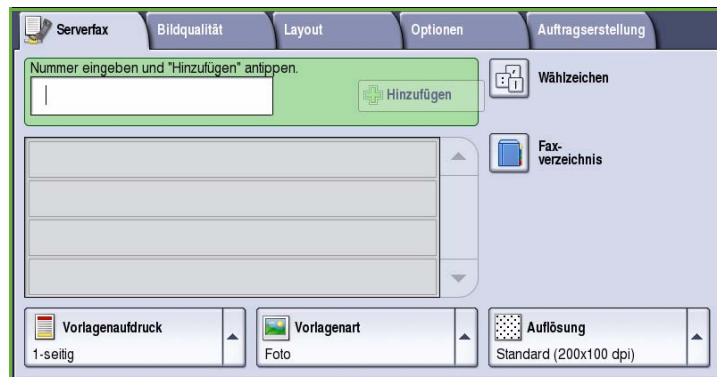 Serverfax
Bildqualität
Layout
Optionen
Auftragserstellung
Nummer eingeben und "Hinzufügen" antippen.
Hinzufügen
Wählzeichen
Fax-
verzeichnis
Vorlagenaufdruck
1-seitig
Vorlagenart
Foto
Auflösung
Standard (200x100 dpi)